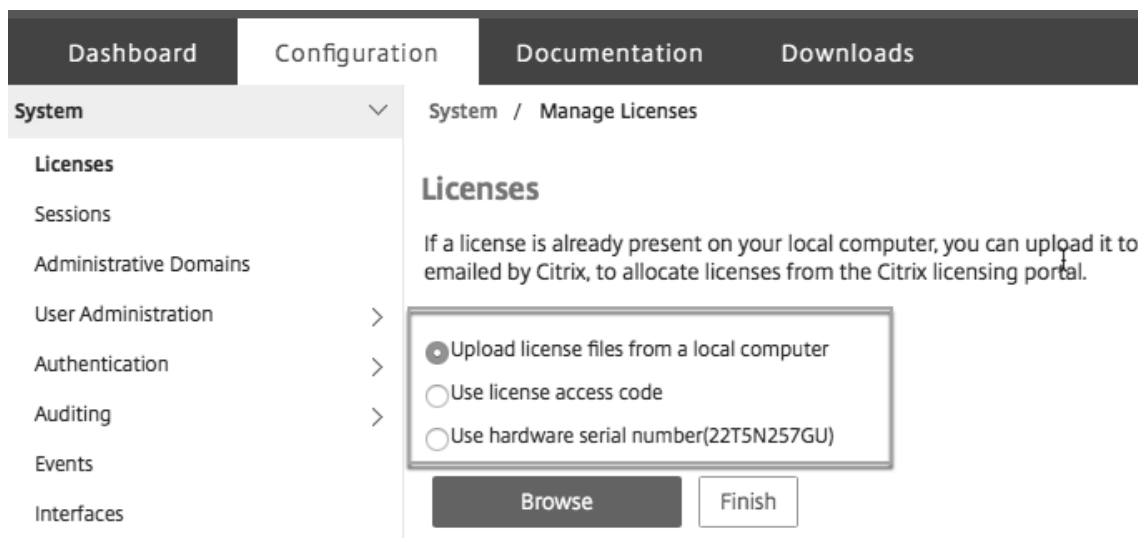 Dashboard Configuration Documentation Downloads
System
System / Manage Licenses
Licenses
Sessions
Administrative Domains
User Administration
Authentication
Auditing
Events
Interfaces
Licenses
If a license is already present on your local computer, you can upload it to
emailed by Citrix, to allocate licenses from the Citrix licensing portal.
Upload license files from a local computer
Use license access code
Use hardware serial number(22T5N257GU)
Browse Finish